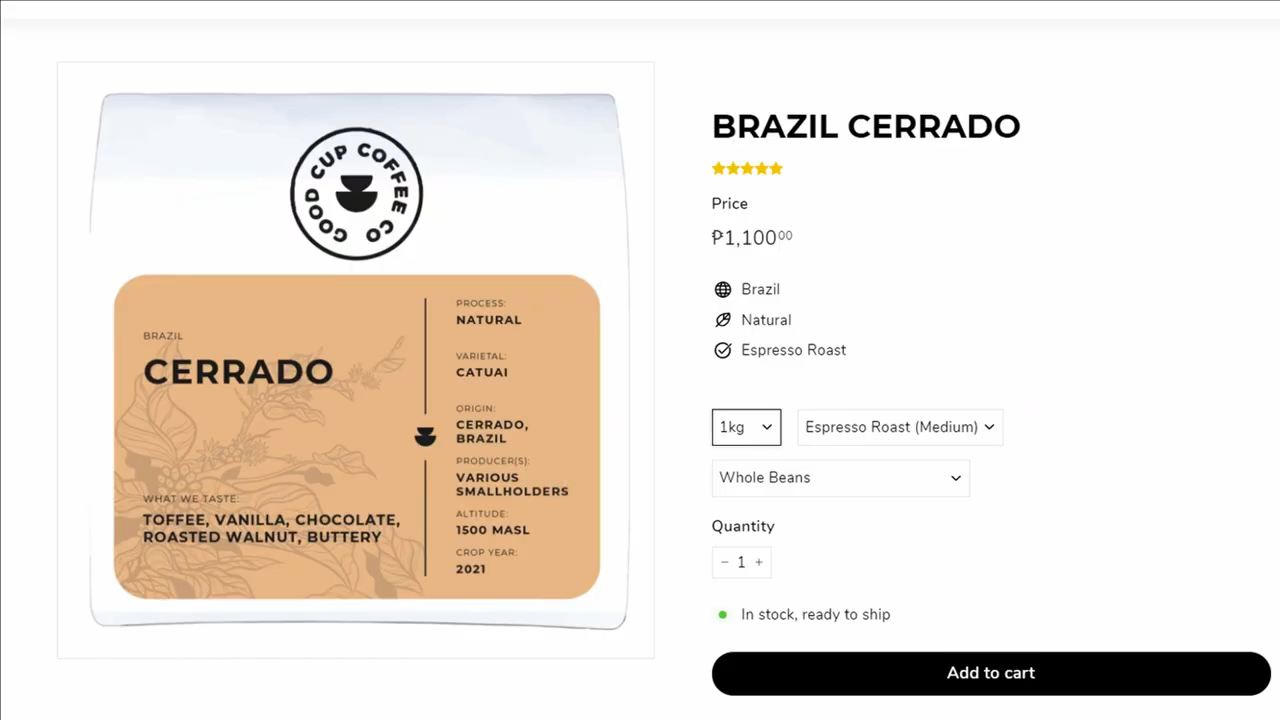 GOOD CUP COFFEE CO
BRAZIL
CERRADO
WHAT WE TASTE:
TOFFEE, VANILLA, CHOCOLATE,
ROASTED WALNUT, BUTTERY
PROCESS:
NATURAL
VARIETAL:
CATUAI
ORIGIN:
CERRADO,
BRAZIL
PRODUCER(S):
VARIOUS
SMALLHOLDERS
ALTITUDE:
1500 MASL
CROP YEAR:
2021
BRAZIL CERRADO
Price
₱1,10000
Brazil
Natural
Espresso Roast
1kg
Espresso Roast (Medium)
Whole Beans
Quantity
− 1 +
In stock, ready to ship
Add to cart